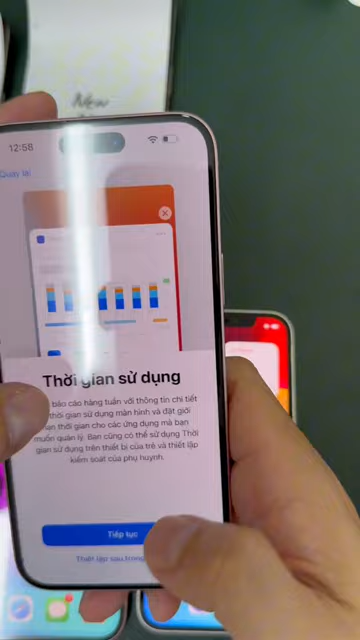 New
12:58
Quay lại
Thời gian sử dụng
báo cáo hàng tuần với thông tin chi tiết
thời gian sử dụng màn hình và đặt giới
hạn thời gian cho các ứng dụng mà bạn
muốn quản lý. Bạn cũng có thể sử dụng Thời
gian sử dụng trên thiết bị của trẻ và thiết lập
kiểm soát của phụ huynh.
Tiếp tục
Thiết lập sau trong